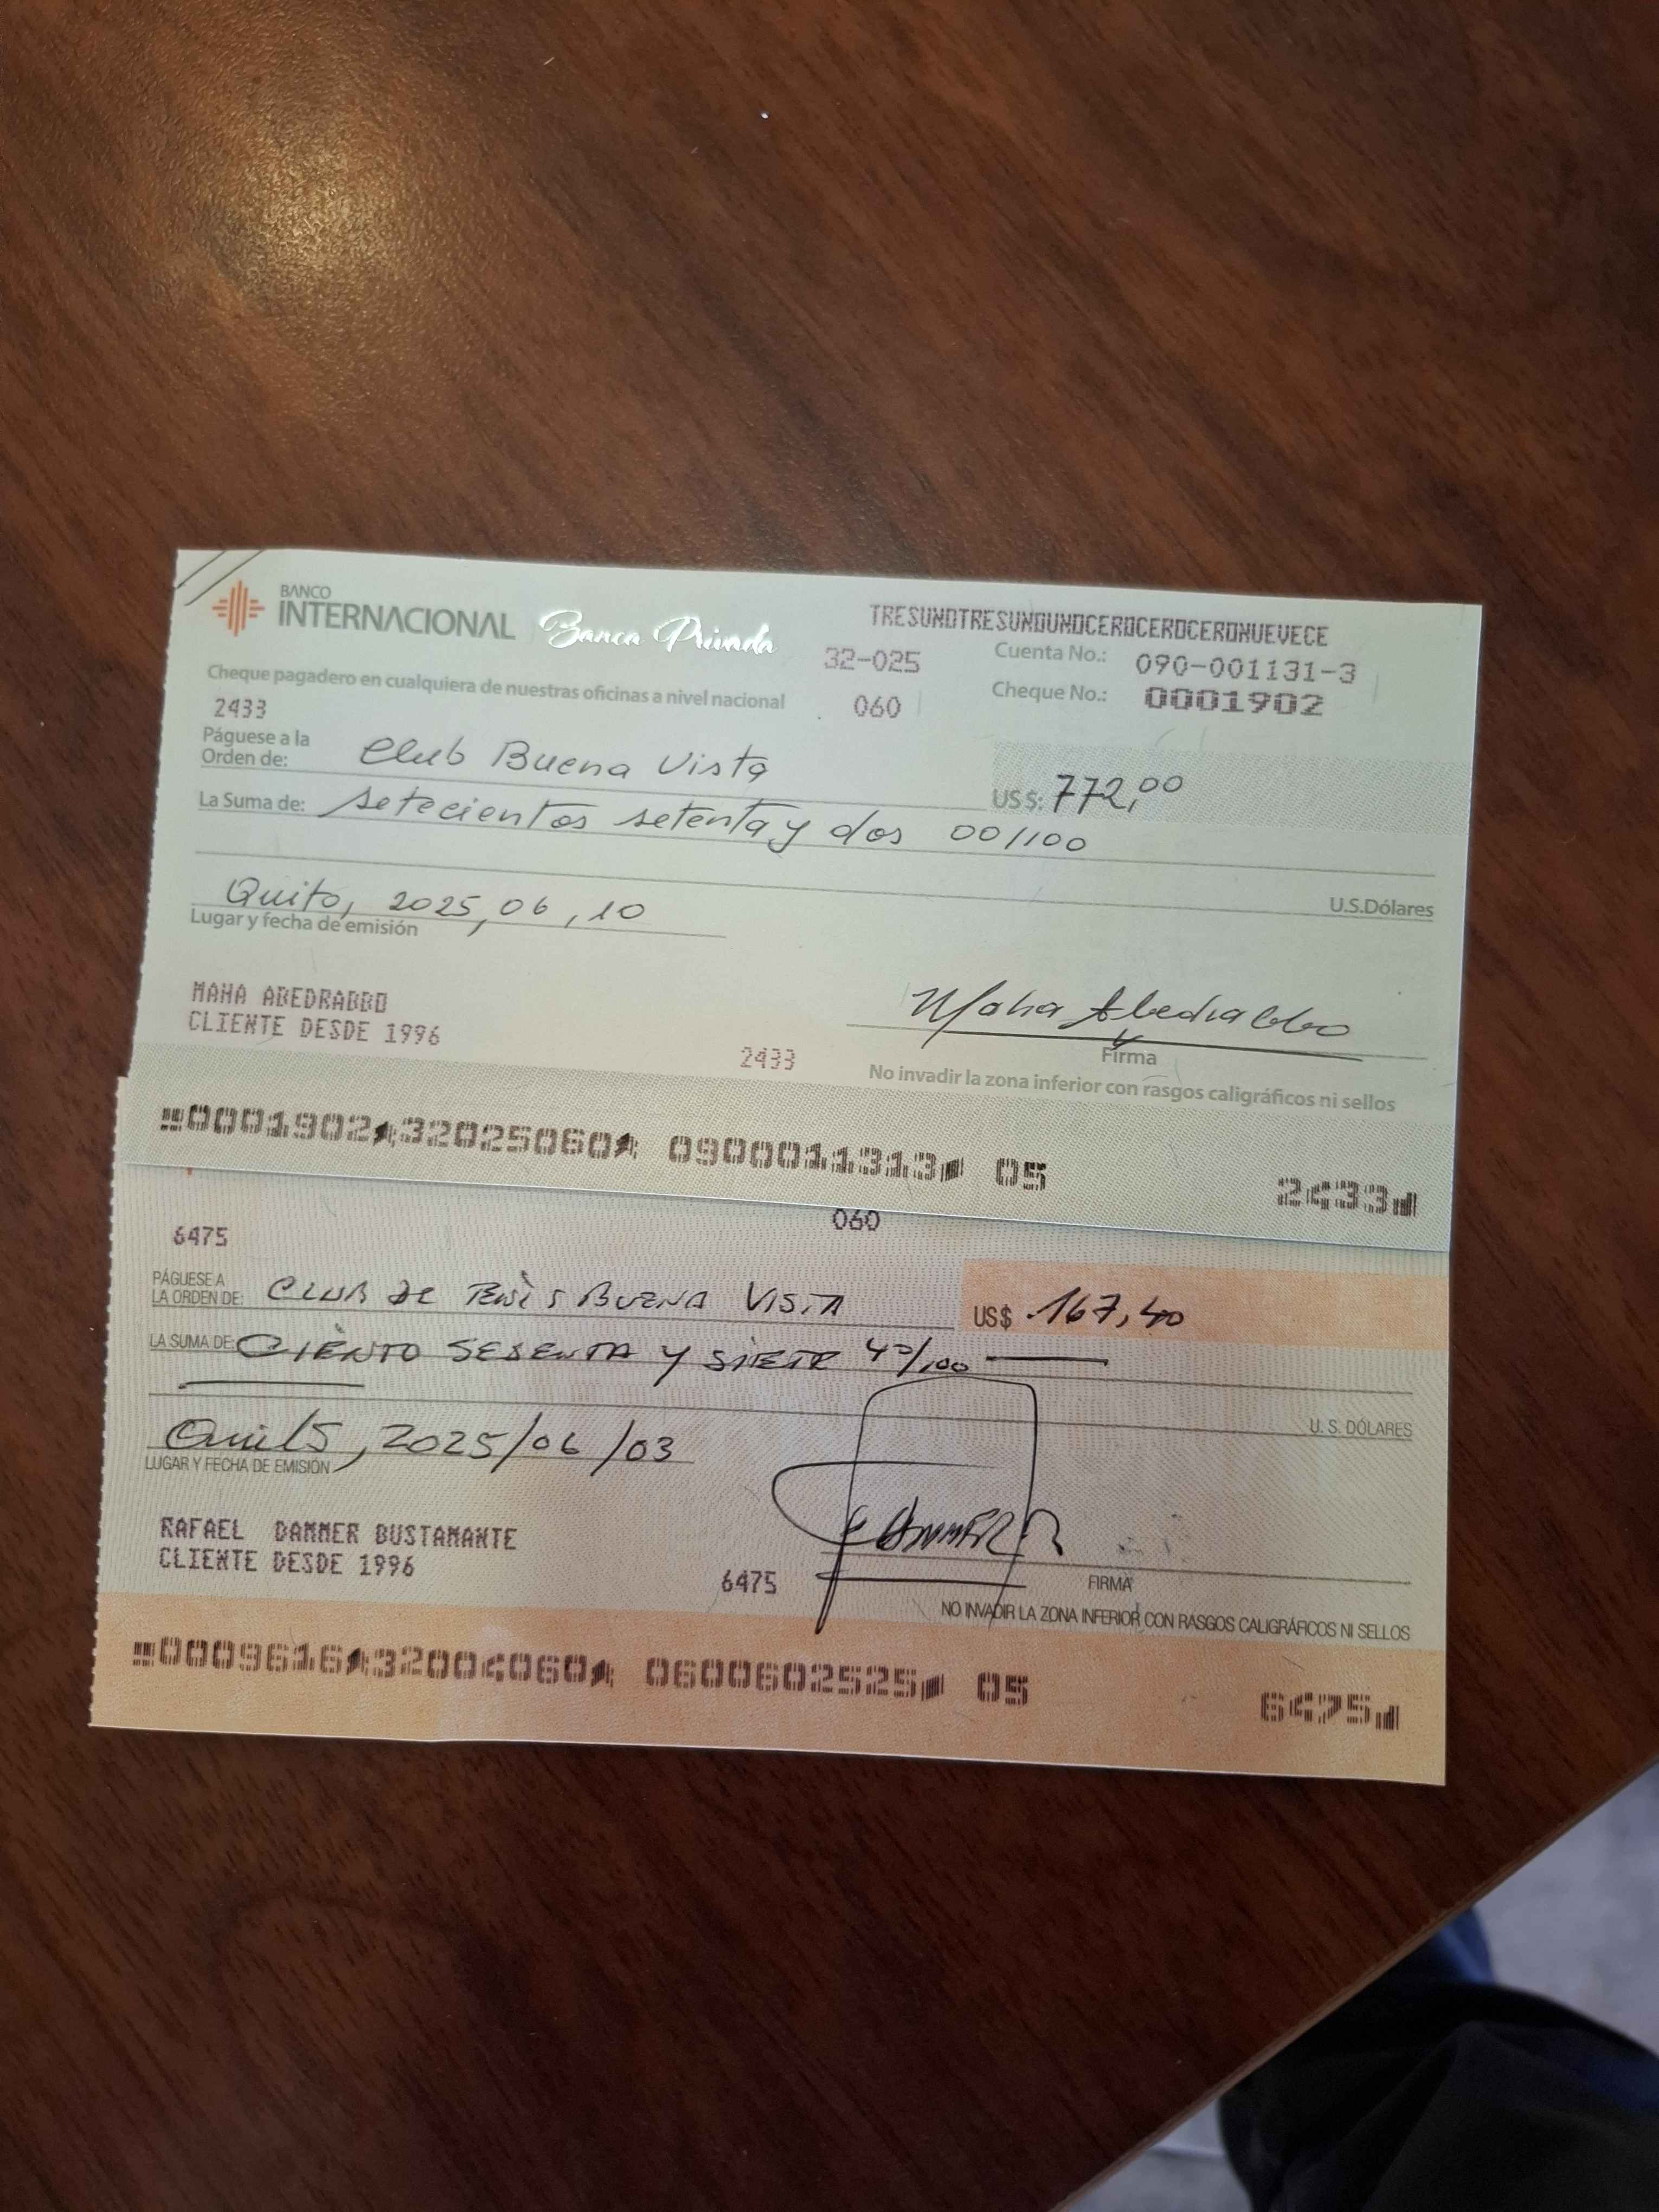 BANCO
INTERNACIONAL Banca Privada
TRESUNOTRESUNOUNOCEROCEROCERONUEVECE
32-025 Cuenta No.: 090-001131-3
Cheque pagadero en cualquiera de nuestras oficinas a nivel nacional 060 Cheque No.: 0001902
2433
Páguese a la
Orden de: Club Buena Vista US $: 772,00
La Suma de: Setecientos setenta y dos 00/100
U.S.Dólares
Quito, 2025,06,10
Lugar y fecha de emisión
MAHA ABEDRABBO
CLIENTE DESDE 1996
Maha Abedrabbo
2433 Firma
No invadir la zona inferior con rasgos caligráficos ni sellos
0001902 32025060 0900011313 05 2433
060
6475
PÁGUESE A
LA ORDEN DE: CLUB DE TENIS BUENA VISTA US$ 167,40
LA SUMA DE: CIENTO SESENTA Y SIETE 40/100
U. S. DÓLARES
Quito, 2025/06/03
LUGAR Y FECHA DE EMISIÓN
RAFAEL DAMMER BUSTAMANTE
CLIENTE DESDE 1996
6475 FIRMA
NO INVADIR LA ZONA INFERIOR CON RASGOS CALIGRÁFICOS NI SELLOS
0009616 32004060 0600602525 05 6475